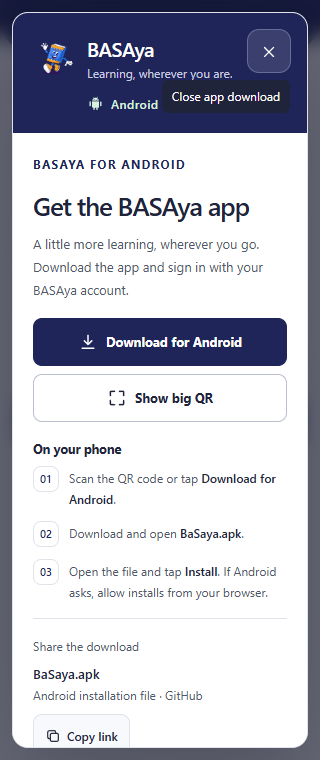 BASAya
Learning, wherever you are.
Android
Close app download
BASAYA FOR ANDROID
Get the BASAya app
A little more learning, wherever you go.
Download the app and sign in with your
BASAya account.
Download for Android
Show big QR
On your phone
01 Scan the QR code or tap Download for
Android.
02 Download and open BaSaya.apk.
03 Open the file and tap Install. If Android
asks, allow installs from your browser.
Share the download
BaSaya.apk
Android installation file · GitHub
Copy link